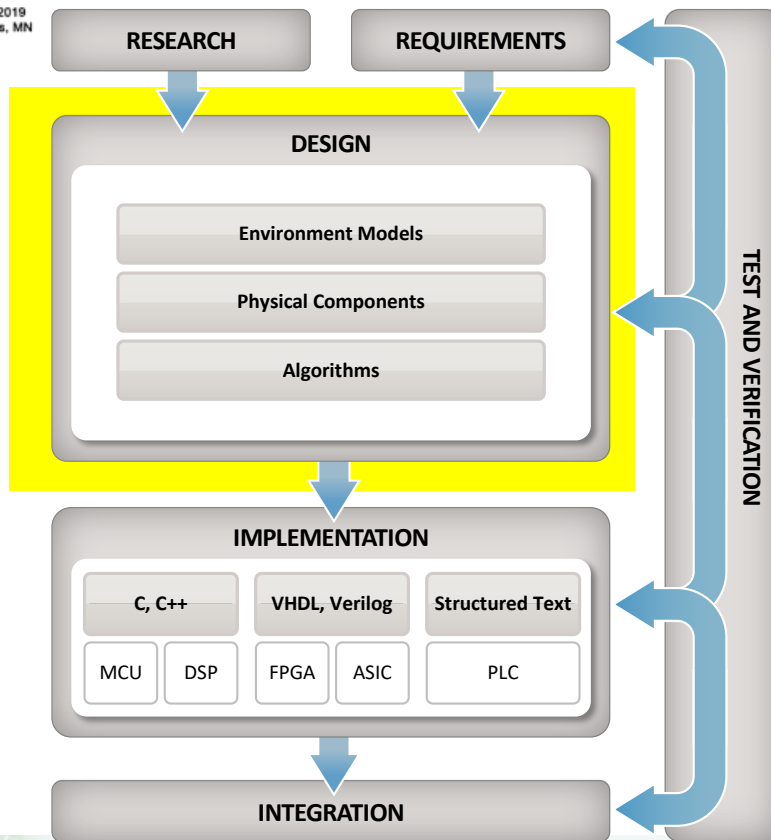 2019
s, MN
RESEARCH
REQUIREMENTS
DESIGN
Environment Models
Physical Components
Algorithms
TEST AND VERIFICATION
IMPLEMENTATION
C, C++
VHDL, Verilog
Structured Text
MCU
DSP
FPGA
ASIC
PLC
INTEGRATION